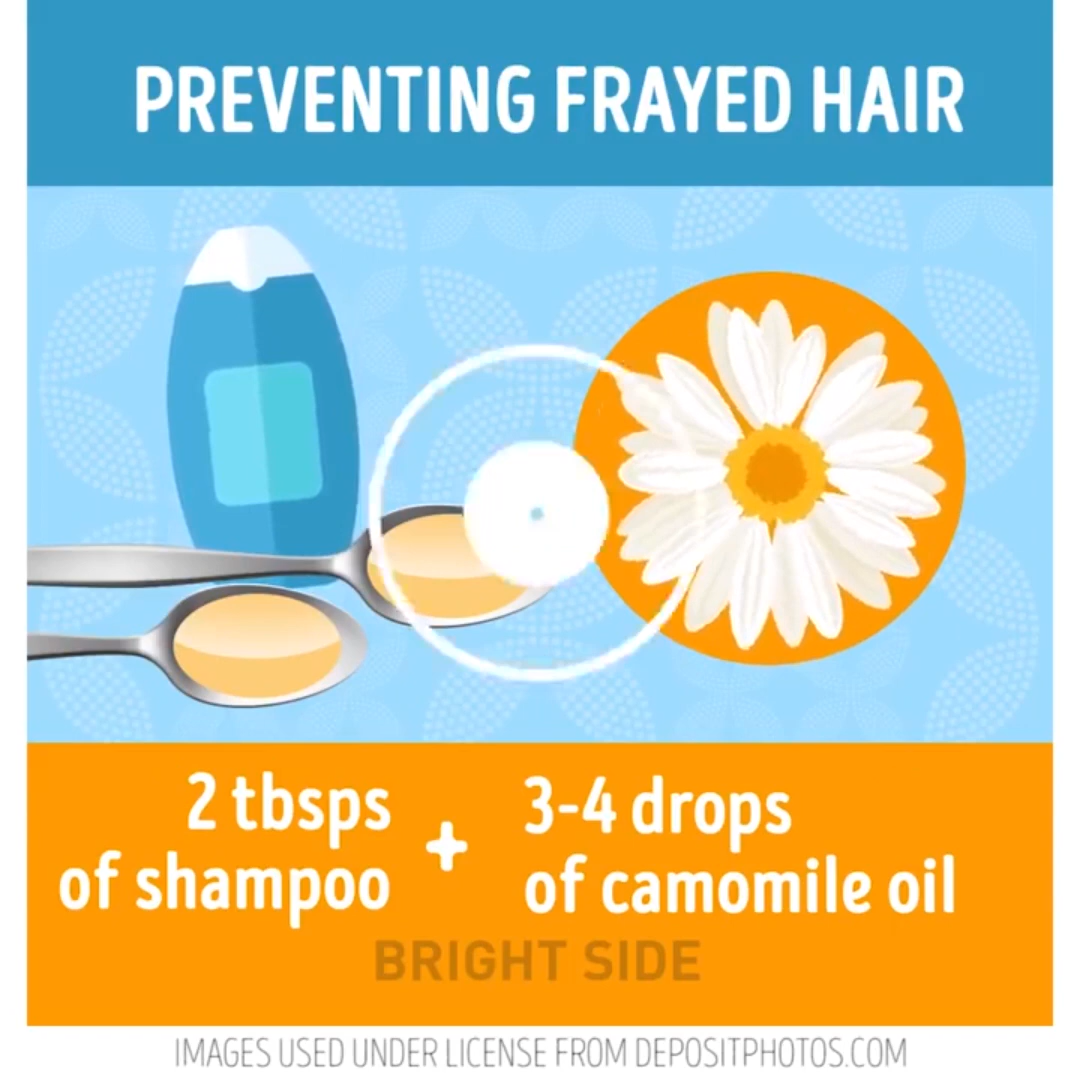 PREVENTING FRAYED HAIR
2 tbsps
of shampoo
+
3-4 drops
of camomile oil
BRIGHT SIDE
IMAGES USED UNDER LICENSE FROM DEPOSITPHOTOS.COM